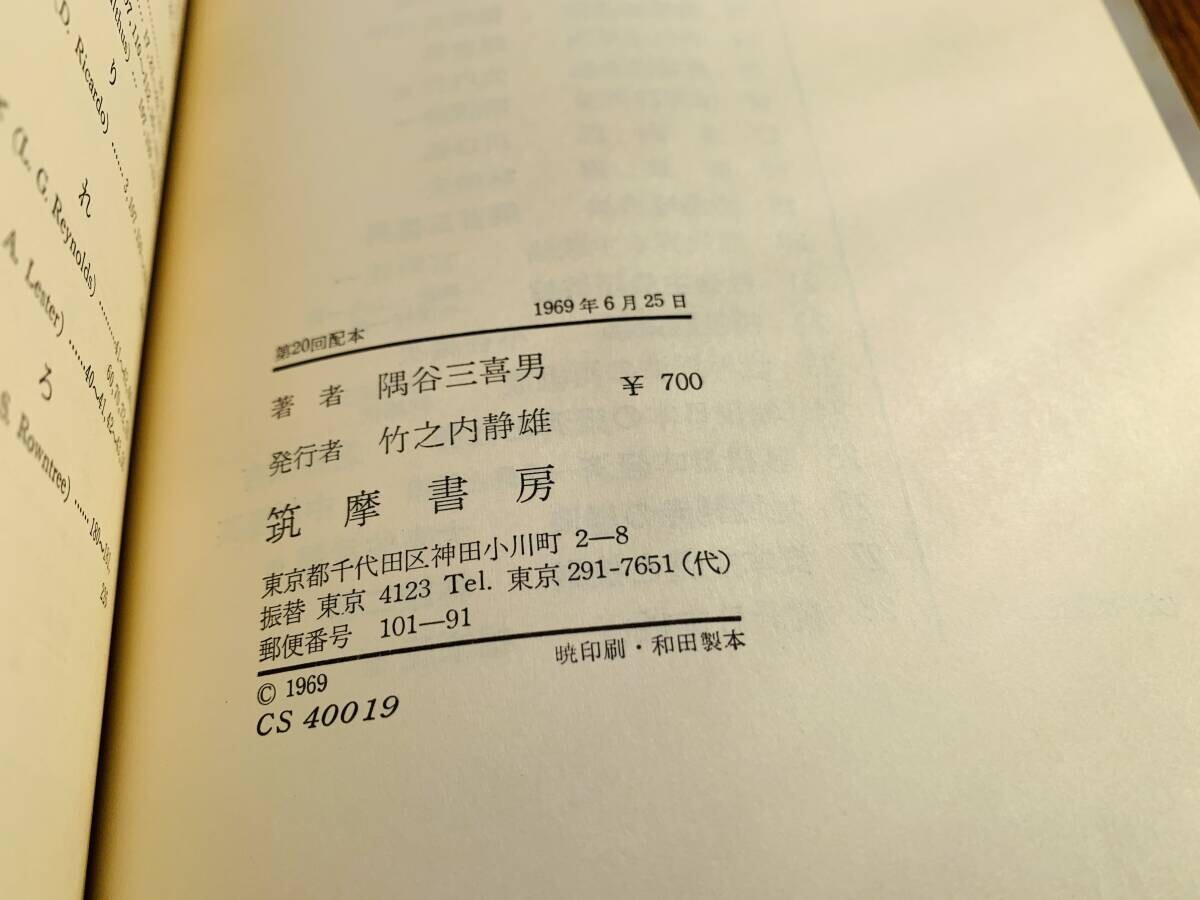 り
D. Ricardo)
れ
(L. G. Reynolds)
A. Lester)
ろ
S. Rowntree)
第20回配本 1969年6月25日
著者 隅谷三喜男 ¥ 700
発行者 竹之内静雄
筑摩書房
東京都千代田区神田小川町 2—8
振替 東京 4123 Tel. 東京291-7651(代)
郵便番号 101—91
暁印刷・和田製本
© 1969
CS 40019